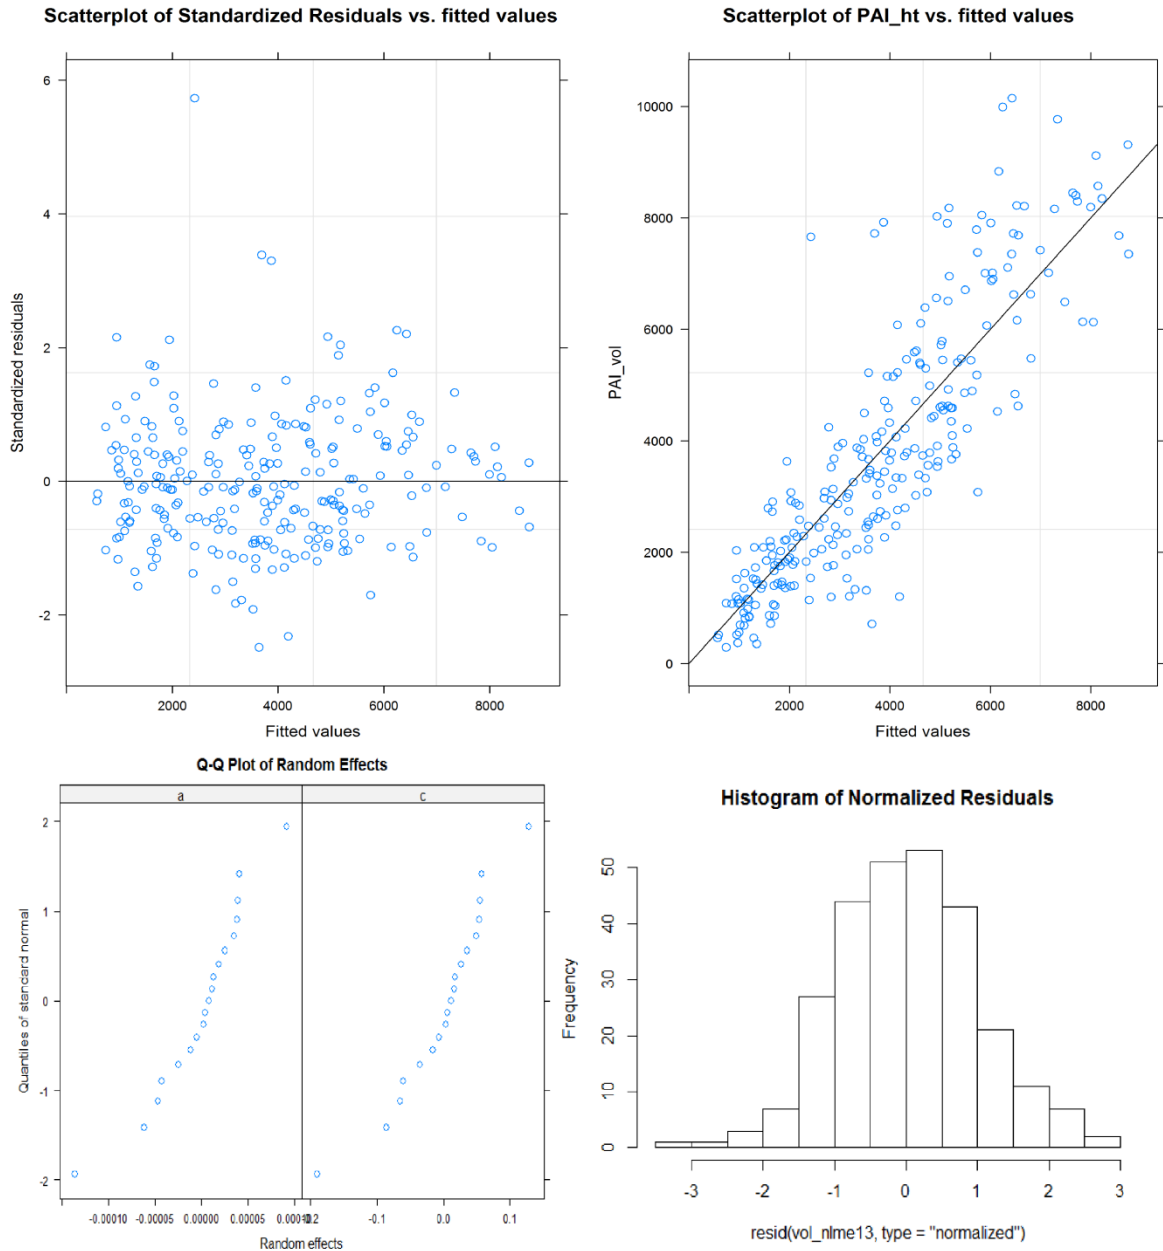 Scatterplot of Standardized Residuals vs. fitted values
6
4
2
0
-2
Standardized residuals
2000 4000 6000 8000
Fitted values
Scatterplot of PAI_ht vs. fitted values
10000
8000
6000
4000
2000
0
PAI_vol
2000 4000 6000 8000
Fitted values
Q-Q Plot of Random Effects
a c
2
1
0
-1
-2
Quantiles of standard normal
-0.00010 -0.00005 0.00000 0.00005 -0.1 0.0 0.1
Random effects
Histogram of Normalized Residuals
50
40
30
20
10
0
Frequency
-3 -2 -1 0 1 2 3
resid(vol_nlme13, type = "normalized")